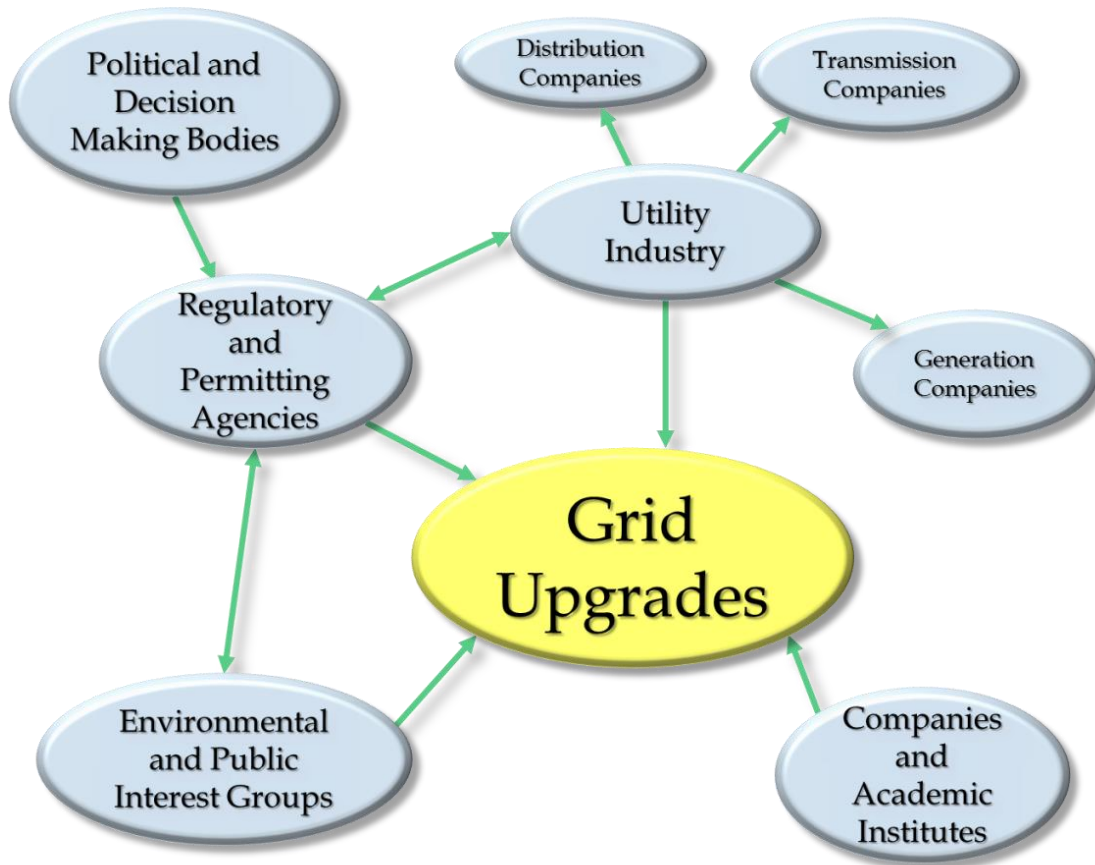 Political and
Decision
Making Bodies
Distribution
Companies
Transmission
Companies
Utility
Industry
Regulatory
and
Permitting
Agencies
Generation
Companies
Grid
Upgrades
Environmental
and Public
Interest Groups
Companies
and
Academic
Institutes